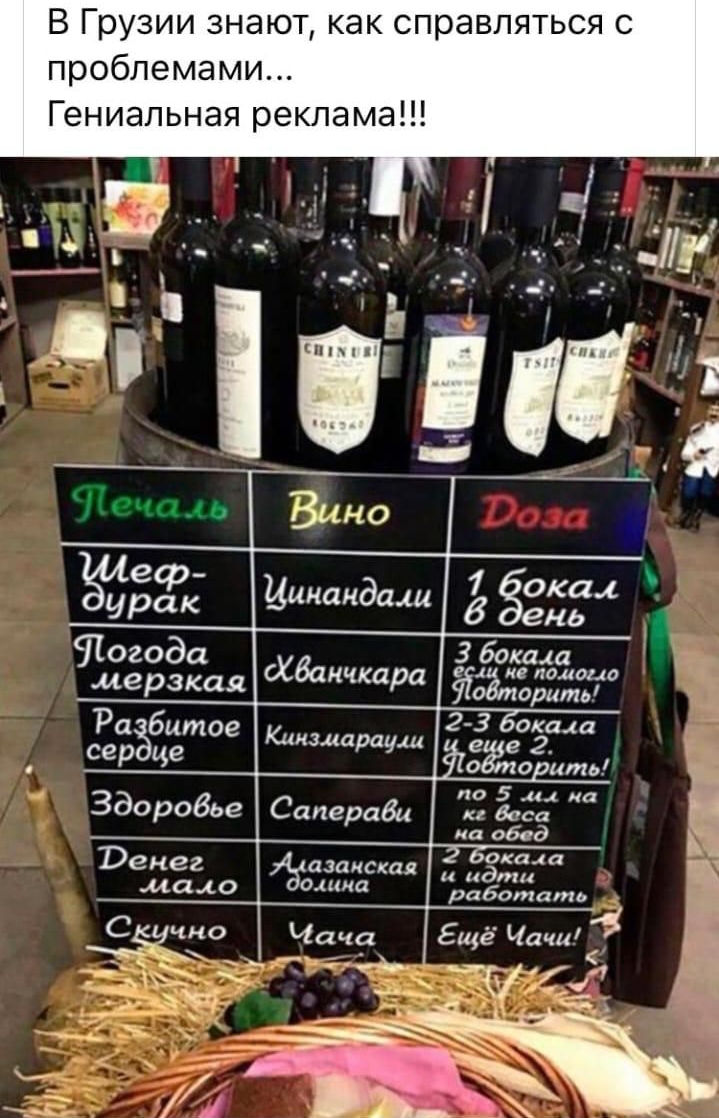 В Грузии знают, как справляться с
проблемами...
Гениальная реклама!!!
CHINURI
TSIT
Печаль Вино Доза
Шеф-
дурак
Цинандали
1 бокал
в день
Погода
мерзкая
Хванчкара
3 бокала
если не помогло
Повторить!
Разбитое
сердце
Киизмараули
2-3 бокала
и еще 2.
Повторить!
Здоровье
Саперави
по 5 мл на
кг веса
на обед
Денег
мало
Алазанская
долина
2 бокала
и идти
работать
Скучно
Чача
Ещё Чачи!